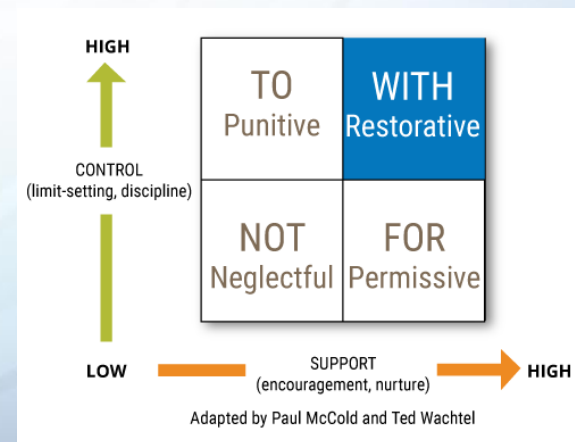 HIGH
TO
Punitive
WITH
Restorative
CONTROL
(limit-setting, discipline)
NOT
Neglectful
FOR
Permissive
LOW
SUPPORT
(encouragement, nurture)
HIGH
Adapted by Paul McCold and Ted Wachtel